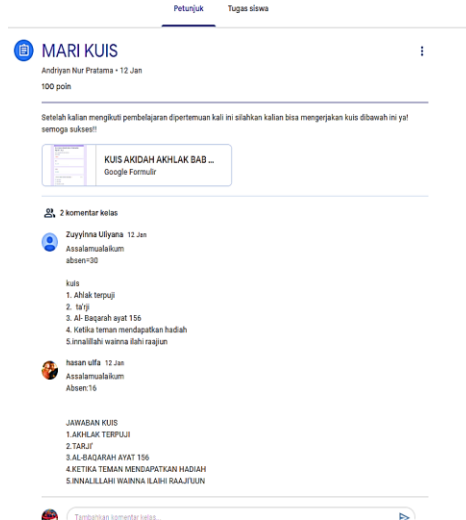 Petunjuk
Tugas siswa
MARI KUIS
Andriyan Nur Pratama • 12 Jan
100 poin
Setelah kalian mengikuti pembelajaran dipertemuan kali ini silahkan kalian bisa mengerjakan kuis dibawah ini ya!
semoga sukses!!
KUIS AKIDAH AKHLAK BAB ...
Google Formulir
2 komentar kelas
Zuyyinna Uliyana 12 Jan
Assalamualaikum
absen=30
kuis
1. Ahlak terpuji
2. ta'rji
3. Al- Baqarah ayat 156
4. Ketika teman mendapatkan hadiah
5.innalillahi wainna ilahi raajiun
hasan ulfa 12 Jan
Assalamualaikum
Absen:16
JAWABAN KUIS
1.AKHLAK TERPUJI
2.TARJI'
3.AL-BAQARAH AYAT 156
4.KETIKA TEMAN MENDAPATKAN HADIAH
5.INNALILLAHI WAINNA ILAIHI RAAJI'UUN
Tambahkan komentar kelas...